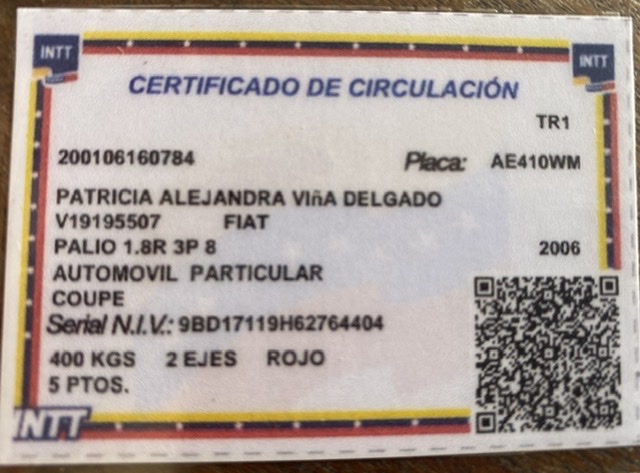 INTT
INTT
CERTIFICADO DE CIRCULACIÓN
TR1
200106160784 Placa: AE410WM
PATRICIA ALEJANDRA VIñA DELGADO
V19195507 FIAT
PALIO 1.8R 3P 8 2006
AUTOMOVIL PARTICULAR
COUPE
Serial N.I.V.: 9BD17119H62764404
400 KGS 2 EJES ROJO
5 PTOS.
INTT